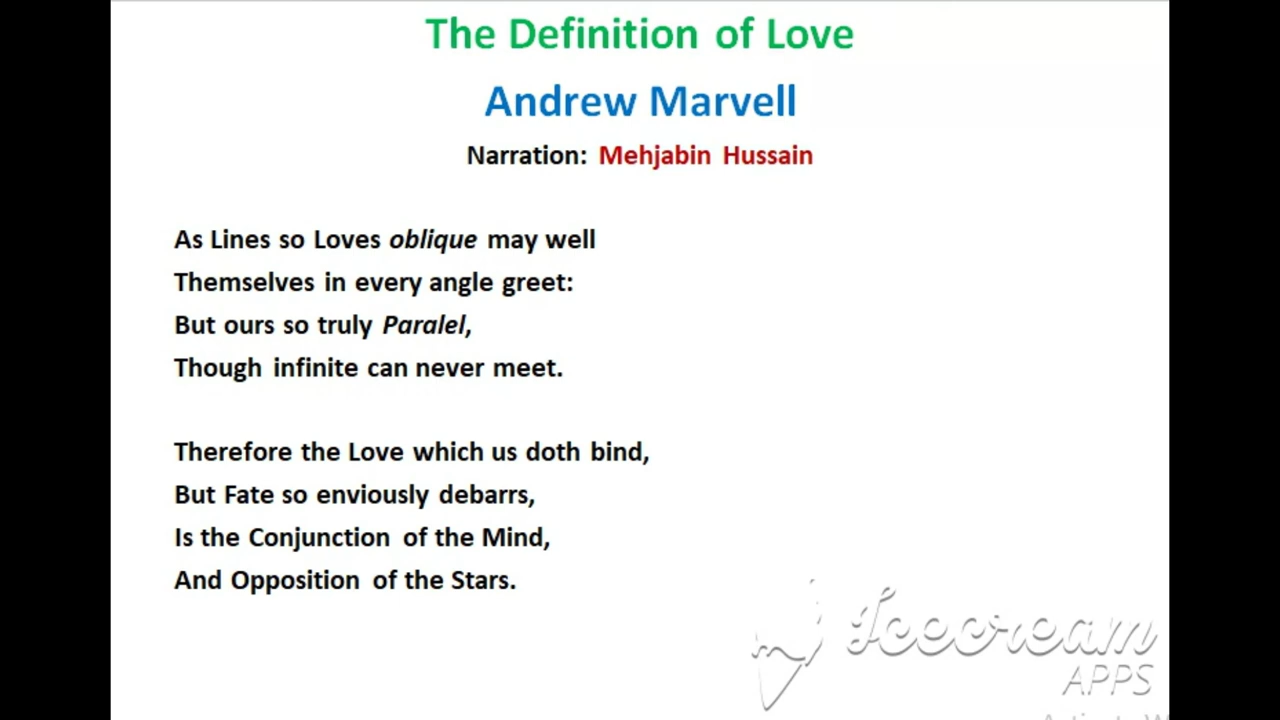 The Definition of Love
Andrew Marvell
Narration: Mehjabin Hussain
As Lines so Loves oblique may well
Themselves in every angle greet:
But ours so truly Paralel,
Though infinite can never meet.
Therefore the Love which us doth bind,
But Fate so enviously debarrs,
Is the Conjunction of the Mind,
And Opposition of the Stars.
Icecream
APPS